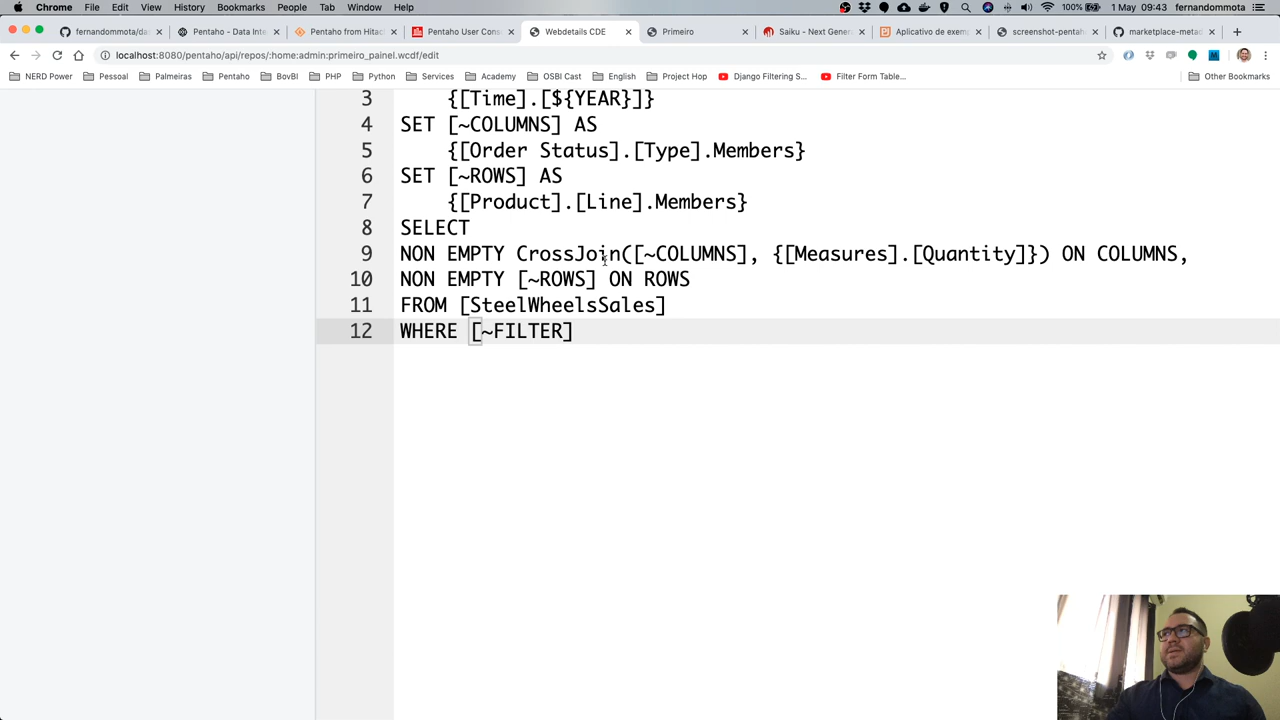 Chrome File Edit View History Bookmarks People Tab Window Help 100% Wed 1 May 09:43 fernandommota
fernandommota/da Pentaho - Data Inte Pentaho from Hitac Pentaho User Conso Webdetails CDE Primeiro Saiku - Next Genera Aplicativo de exemp screenshot-pentah marketplace-metad
localhost:8080/pentaho/api/repos/:home:admin:primeiro_painel.wcdf/edit
NERD Power Pessoal Palmeiras Pentaho BovBI PHP Python Services Academy OSBI Cast English Project Hop Django Filtering S... Filter Form Table... Other Bookmarks
3 {[Time].[${YEAR}]}
4 SET [~COLUMNS] AS
5 {[Order Status].[Type].Members}
6 SET [~ROWS] AS
7 {[Product].[Line].Members}
8 SELECT
9 NON EMPTY CrossJoin([~COLUMNS], {[Measures].[Quantity]}) ON COLUMNS,
10 NON EMPTY [~ROWS] ON ROWS
11 FROM [SteelWheelsSales]
12 WHERE [~FILTER]